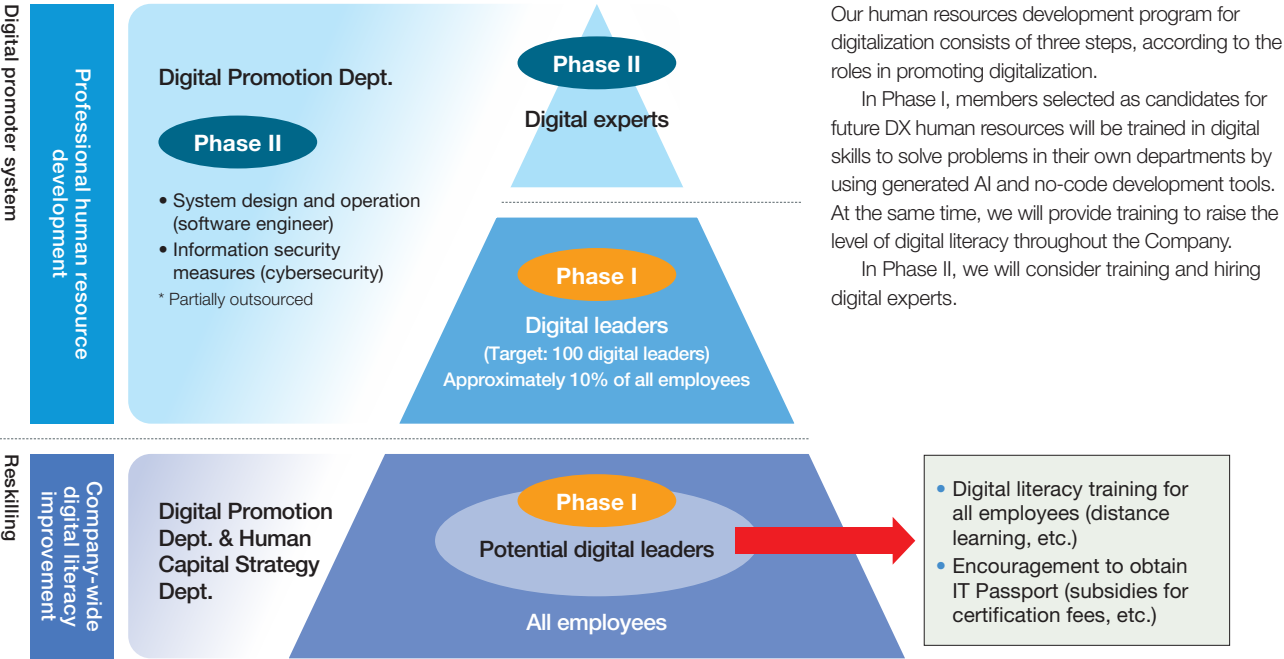 Digital promoter system
Professional human resource
development
Digital Promotion Dept.
Phase II
• System design and operation
(software engineer)
• Information security
measures (cybersecurity)
* Partially outsourced
Phase II
Digital experts
Phase I
Digital leaders
(Target: 100 digital leaders)
Approximately 10% of all employees
Our human resources development program for
digitalization consists of three steps, according to the
roles in promoting digitalization.
In Phase I, members selected as candidates for
future DX human resources will be trained in digital
skills to solve problems in their own departments by
using generated AI and no-code development tools.
At the same time, we will provide training to raise the
level of digital literacy throughout the Company.
In Phase II, we will consider training and hiring
digital experts.
Reskilling
Company-wide
digital literacy
improvement
Digital Promotion
Dept. & Human
Capital Strategy
Dept.
Phase I
Potential digital leaders
All employees
• Digital literacy training for
all employees (distance
learning, etc.)
• Encouragement to obtain
IT Passport (subsidies for
certification fees, etc.)